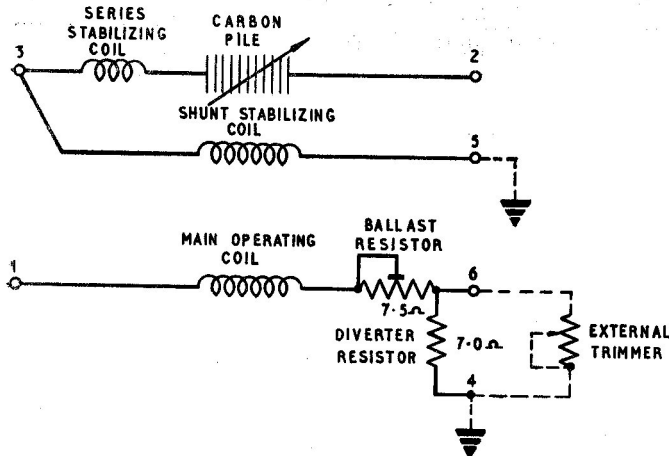 SERIES
STABILIZING
COIL
CARBON
PILE
3
2
SHUNT STABILIZING
COIL
5
MAIN OPERATING
COIL
BALLAST
RESISTOR
1
6
7·5Ω
DIVERTER
RESISTOR
7·0Ω
EXTERNAL
TRIMMER
4